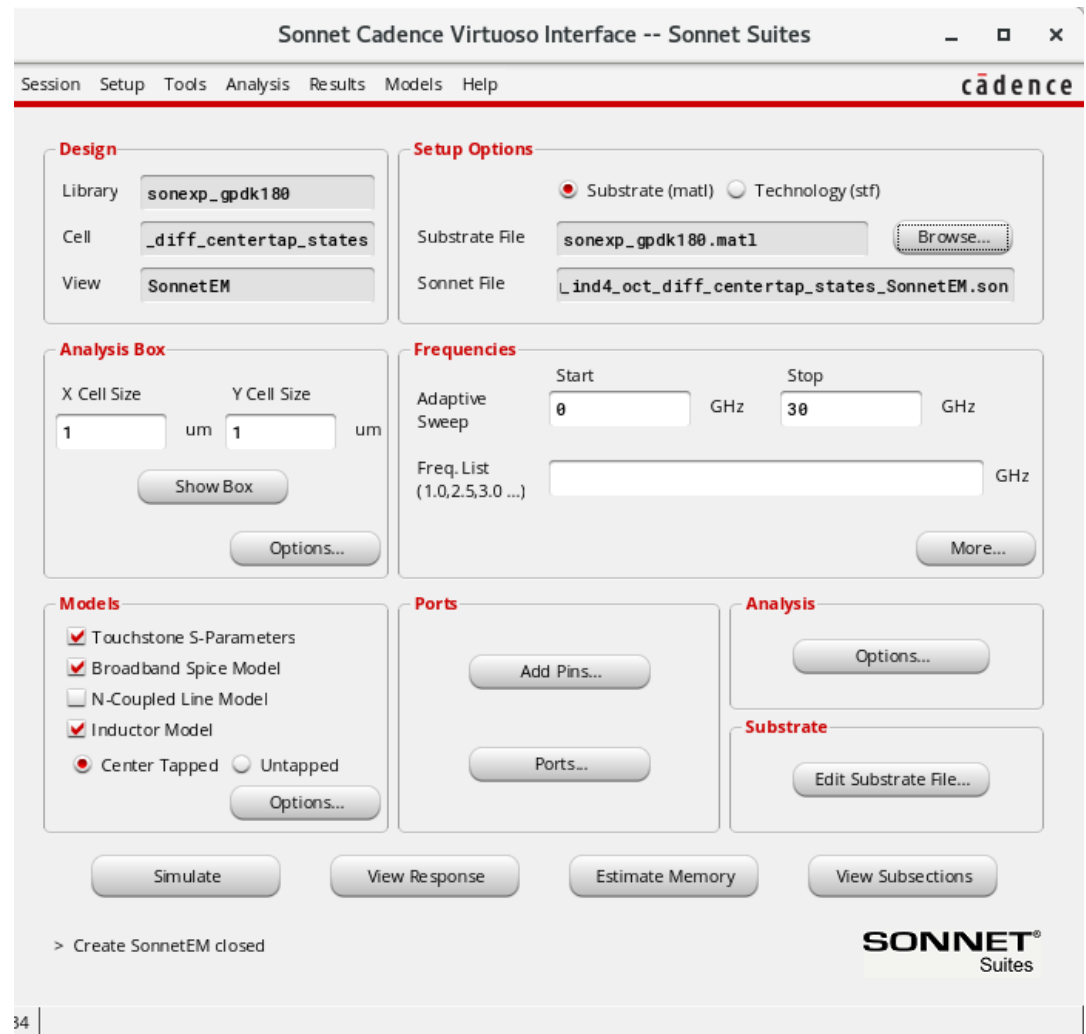 Sonnet Cadence Virtuoso Interface -- Sonnet Suites
Session Setup Tools Analysis Results Models Help
cādence
Design
Library sonexp_gpdk180
Cell _diff_centertap_states
View SonnetEM
Setup Options
Substrate (matl) Technology (stf)
Substrate File sonexp_gpdk180.matl Browse...
Sonnet File _ind4_oct_diff_centertap_states_SonnetEM.son
Analysis Box
X Cell Size Y Cell Size
1 um 1 um
Show Box
Options...
Frequencies
Start Stop
Adaptive
Sweep
0 GHz 30 GHz
Freq. List
(1.0,2.5,3.0 ...)
GHz
More...
Models
Touchstone S-Parameters
Broadband Spice Model
N-Coupled Line Model
Inductor Model
Center Tapped Untapped
Options...
Ports
Add Pins...
Ports...
Analysis
Options...
Substrate
Edit Substrate File...
Simulate View Response Estimate Memory View Subsections
> Create SonnetEM closed
SONNET®
Suites
34